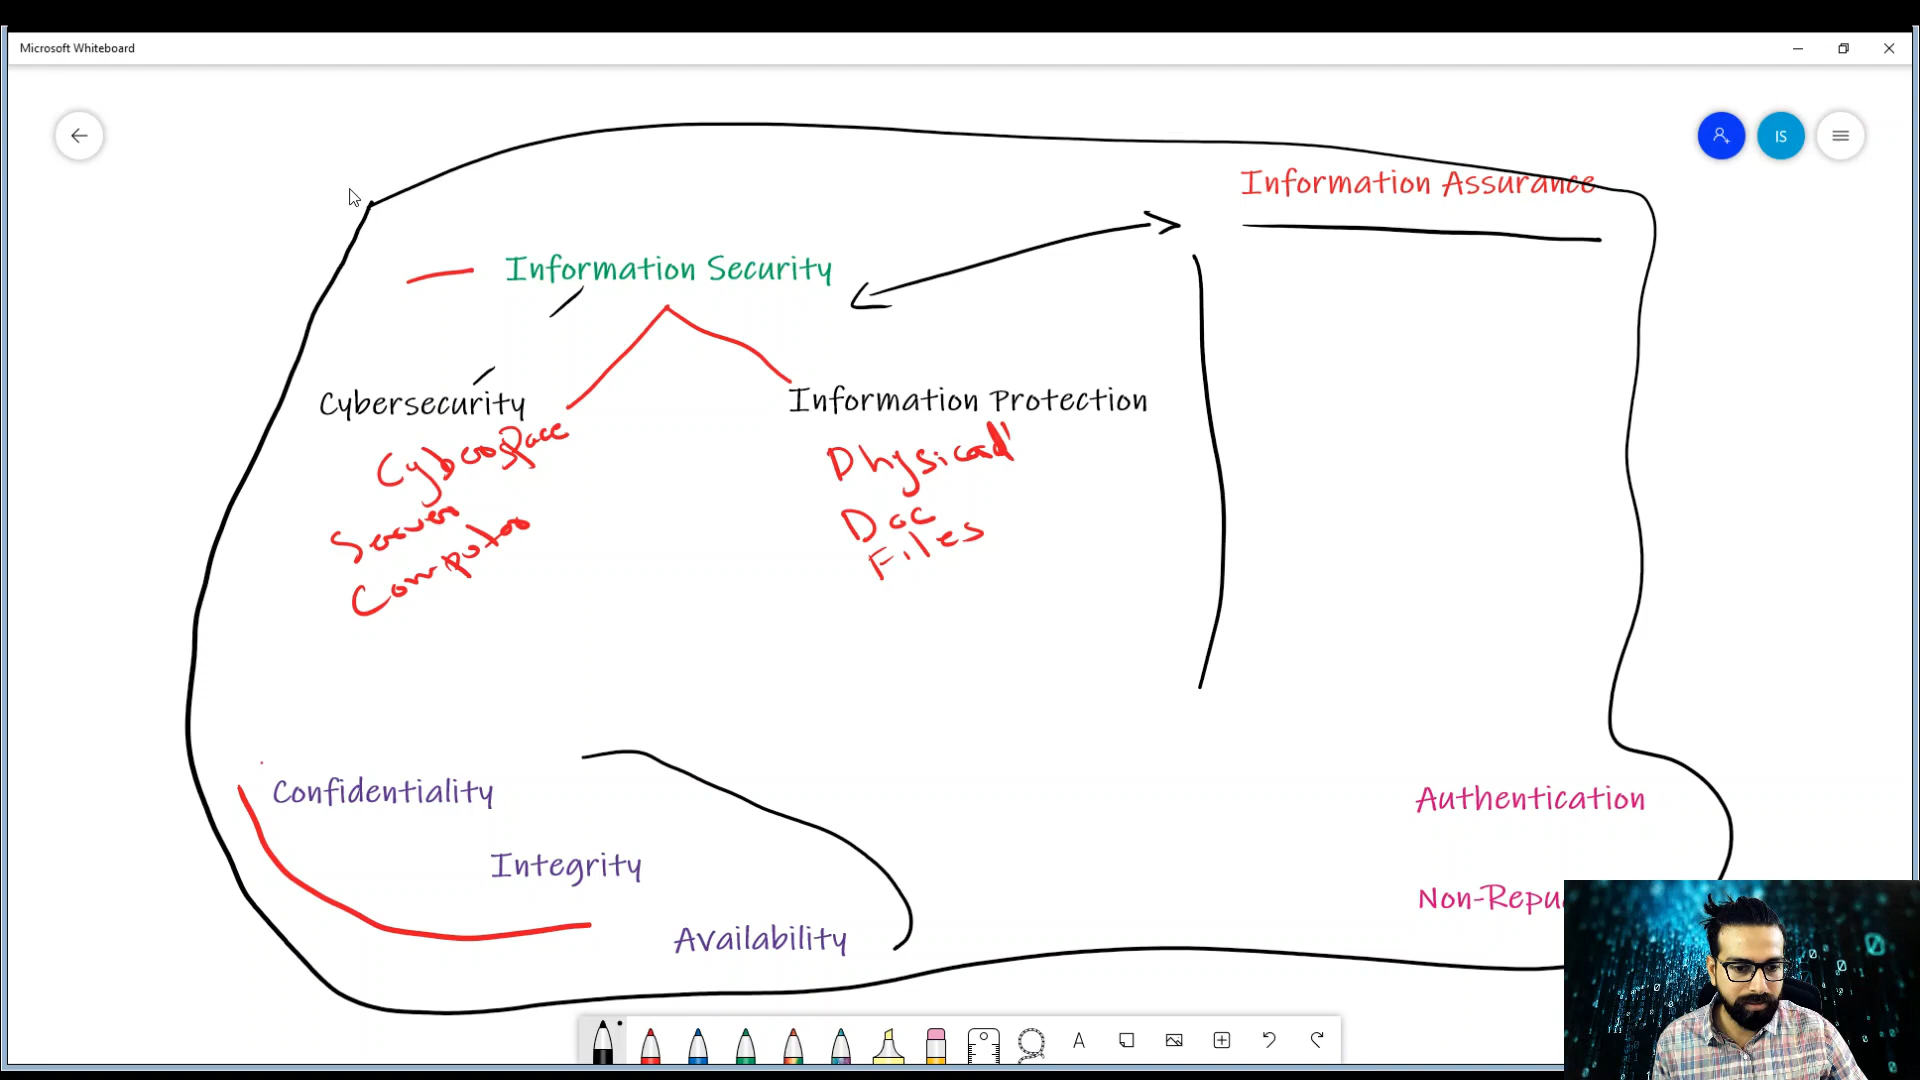 Microsoft Whiteboard
IS
Information Assurance
Information Security
Cybersecurity
Information Protection
Cyberspace
Physical
Server
Doc
Computer
Files
Confidentiality
Authentication
Integrity
Non-Repu
Availability
A